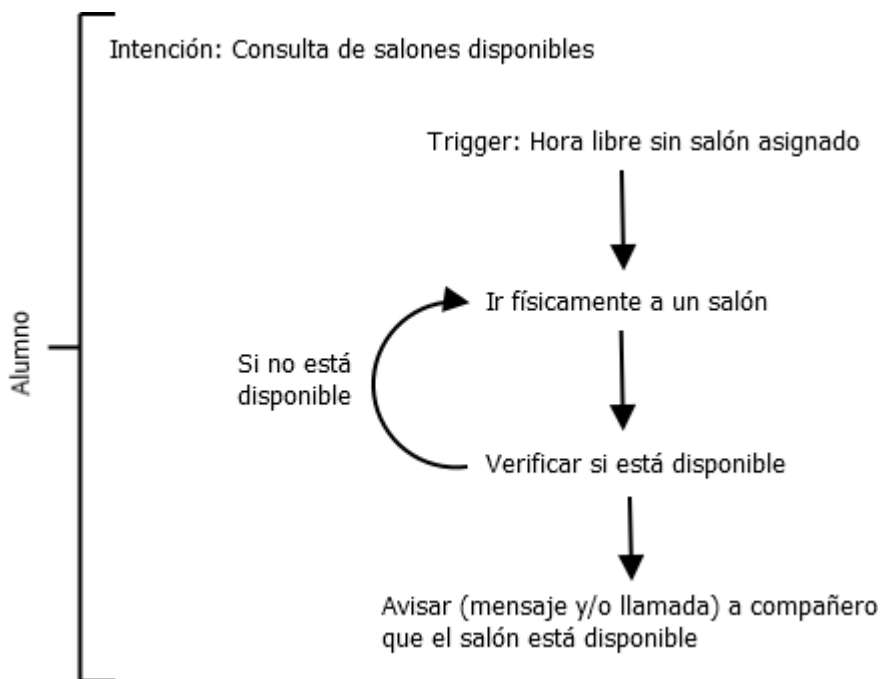 Intención: Consulta de salones disponibles
Trigger: Hora libre sin salón asignado
Ir físicamente a un salón
Alumno
Si no está
disponible
Verificar si está disponible
Avisar (mensaje y/o llamada) a compañero
que el salón está disponible